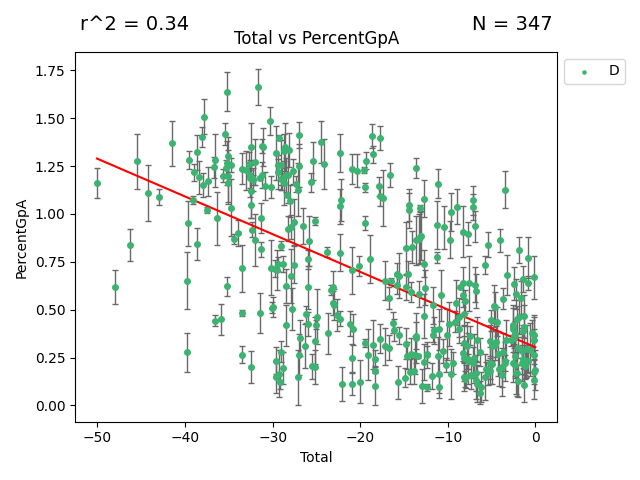 r^2 = 0.34
N = 347
Total vs PercentGpA
D
PercentGpA
1.75
1.50
1.25
1.00
0.75
0.50
0.25
0.00
−50
−40
−30
−20
−10
0
Total